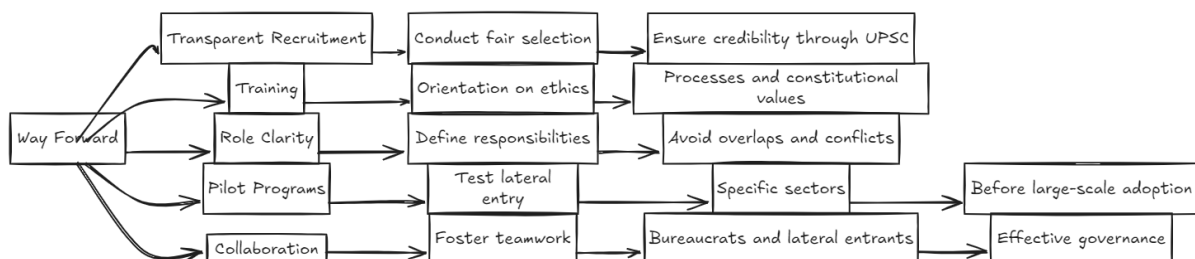 Transparent Recruitment
Conduct fair selection
Ensure credibility through UPSC
Training
Orientation on ethics
Processes and constitutional
values
Way Forward
Role Clarity
Define responsibilities
Avoid overlaps and conflicts
Pilot Programs
Test lateral
entry
Specific sectors
Before large-scale adoption
Collaboration
Foster teamwork
Bureaucrats and lateral entrants
Effective governance